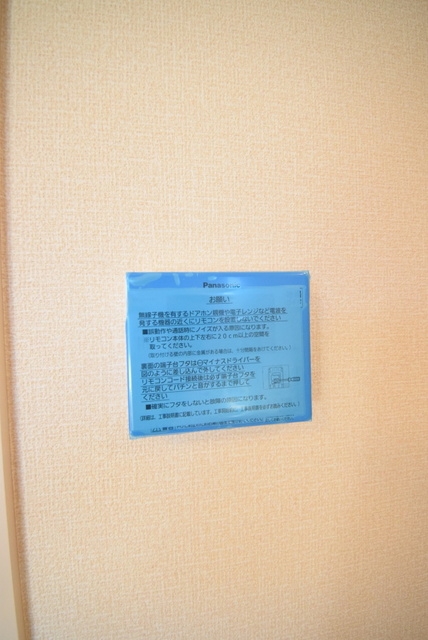 Panasonic
お願い
無線子機を有するドアホン親機や電子レンジなど電波を
発する機器の近くにリモコンを設置しないでください
■誤動作や通話時にノイズが入る原因になります。
※リモコン本体の上下左右に20cm以上の空間を
取ってください。
裏面の端子台フタは⊖マイナスドライバーを
図のように差し込んで外してください
リモコンコード接続後は必ず端子台フタを
元に戻してパチンと音がするまで押して
ください
■確実にフタをしないと故障の原因になります。